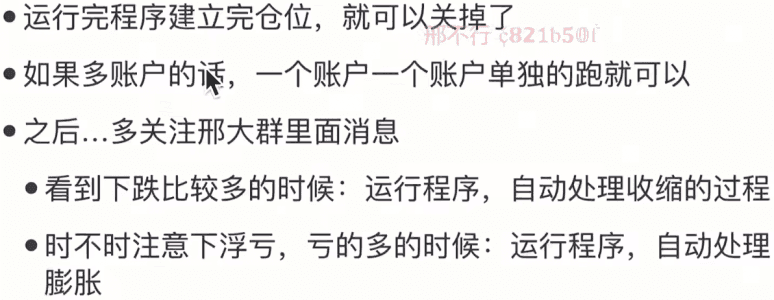 ● 运行完程序建立完仓位，就可以关掉了
邢不行
● 如果多账户的话，一个账户一个账户单独的跑就可以
● 之后...多关注邢大群里面消息
● 看到下跌比较多的时候：运行程序，自动处理收缩的过程
● 时不时注意下浮亏，亏的多的时候：运行程序，自动处理
膨胀